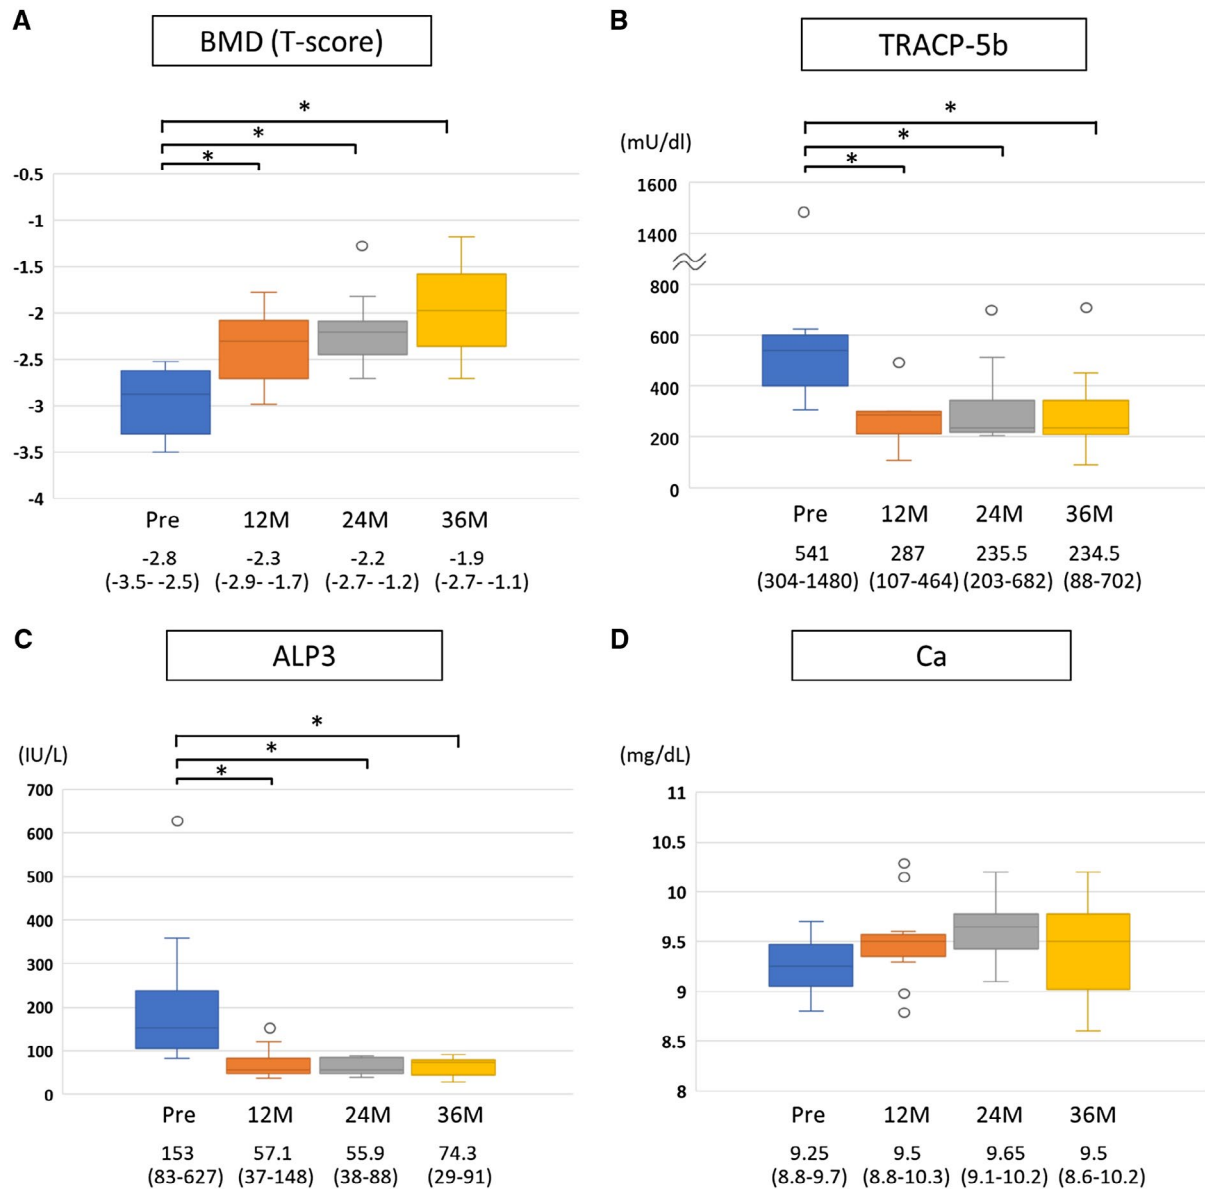 A
BMD (T-score)
*
*
*
-0.5
-1
-1.5
-2
-2.5
-3
-3.5
-4
Pre 12M 24M 36M
-2.8 -2.3 -2.2 -1.9
(-3.5- -2.5) (-2.9- -1.7) (-2.7- -1.2) (-2.7- -1.1)
B
TRACP-5b
(mU/dl)
*
*
*
1600
1400
800
600
400
200
0
Pre 12M 24M 36M
541 287 235.5 234.5
(304-1480) (107-464) (203-682) (88-702)
C
ALP3
(IU/L)
*
*
*
700
600
500
400
300
200
100
0
Pre 12M 24M 36M
153 57.1 55.9 74.3
(83-627) (37-148) (38-88) (29-91)
D
Ca
(mg/dL)
11
10.5
10
9.5
9
8.5
8
Pre 12M 24M 36M
9.25 9.5 9.65 9.5
(8.8-9.7) (8.8-10.3) (9.1-10.2) (8.6-10.2)